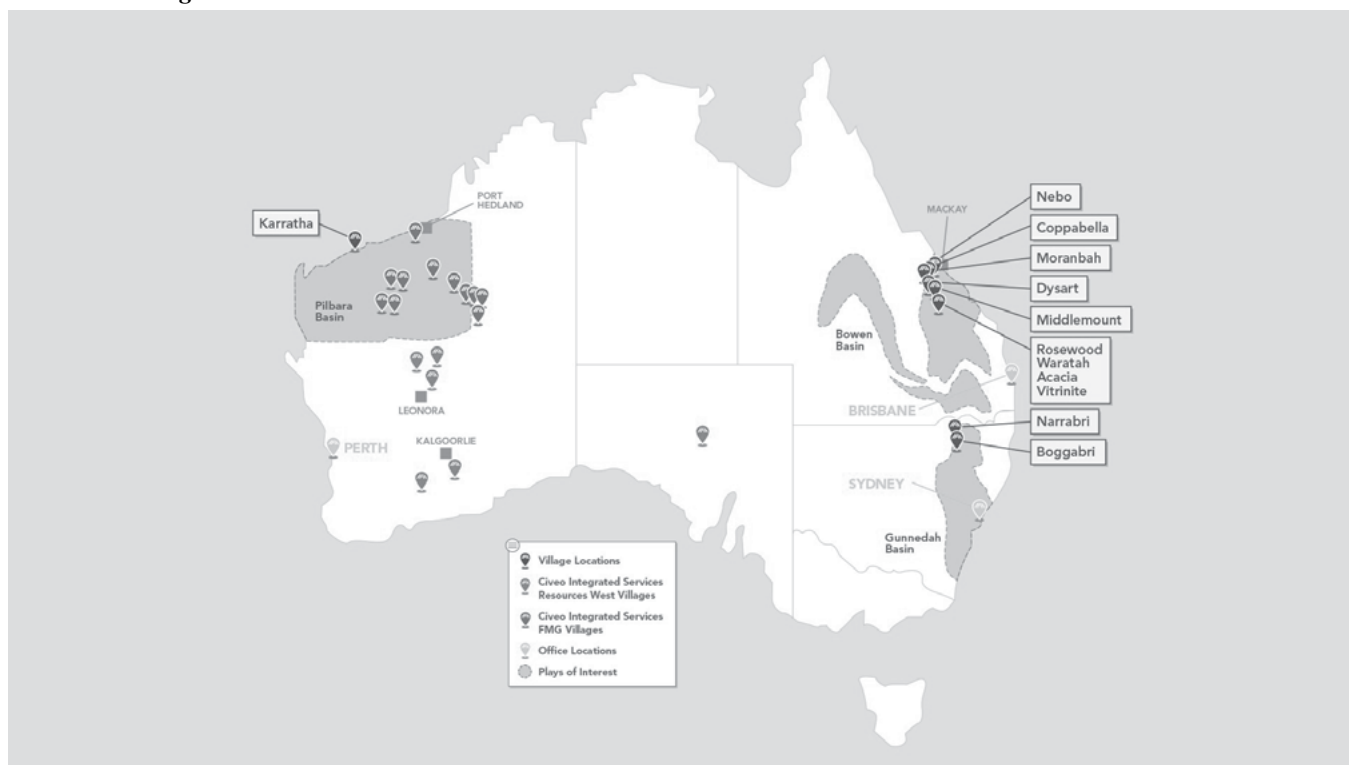 PORT
HEDLAND
Karratha
Pilbara
Basin
LEONORA
KALGOORLIE
PERTH
MACKAY
Nebo
Coppabella
Moranbah
Dysart
Middlemount
Rosewood
Waratah
Acacia
Vitrinite
Bowen
Basin
BRISBANE
Narrabri
Boggabri
SYDNEY
Gunnedah
Basin
Village Locations
Civeo Integrated Services
Resources West Villages
Civeo Integrated Services
FMG Villages
Office Locations
Plays of Interest